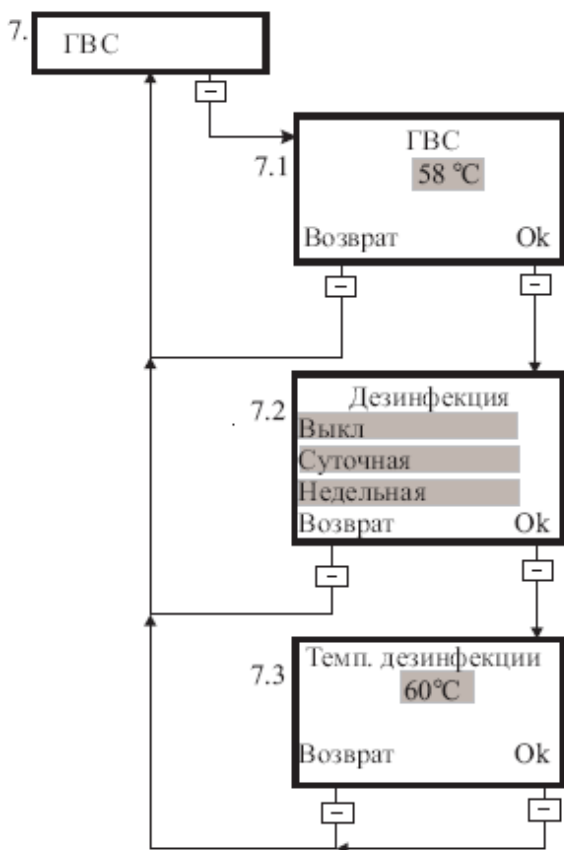 7.
ГВС
–
7.1
ГВС
58 °C
Возврат Ok
– –
7.2
Дезинфекция
Выкл
Суточная
Недельная
Возврат Ok
– –
7.3
Темп. дезинфекции
60°C
Возврат Ok
– –